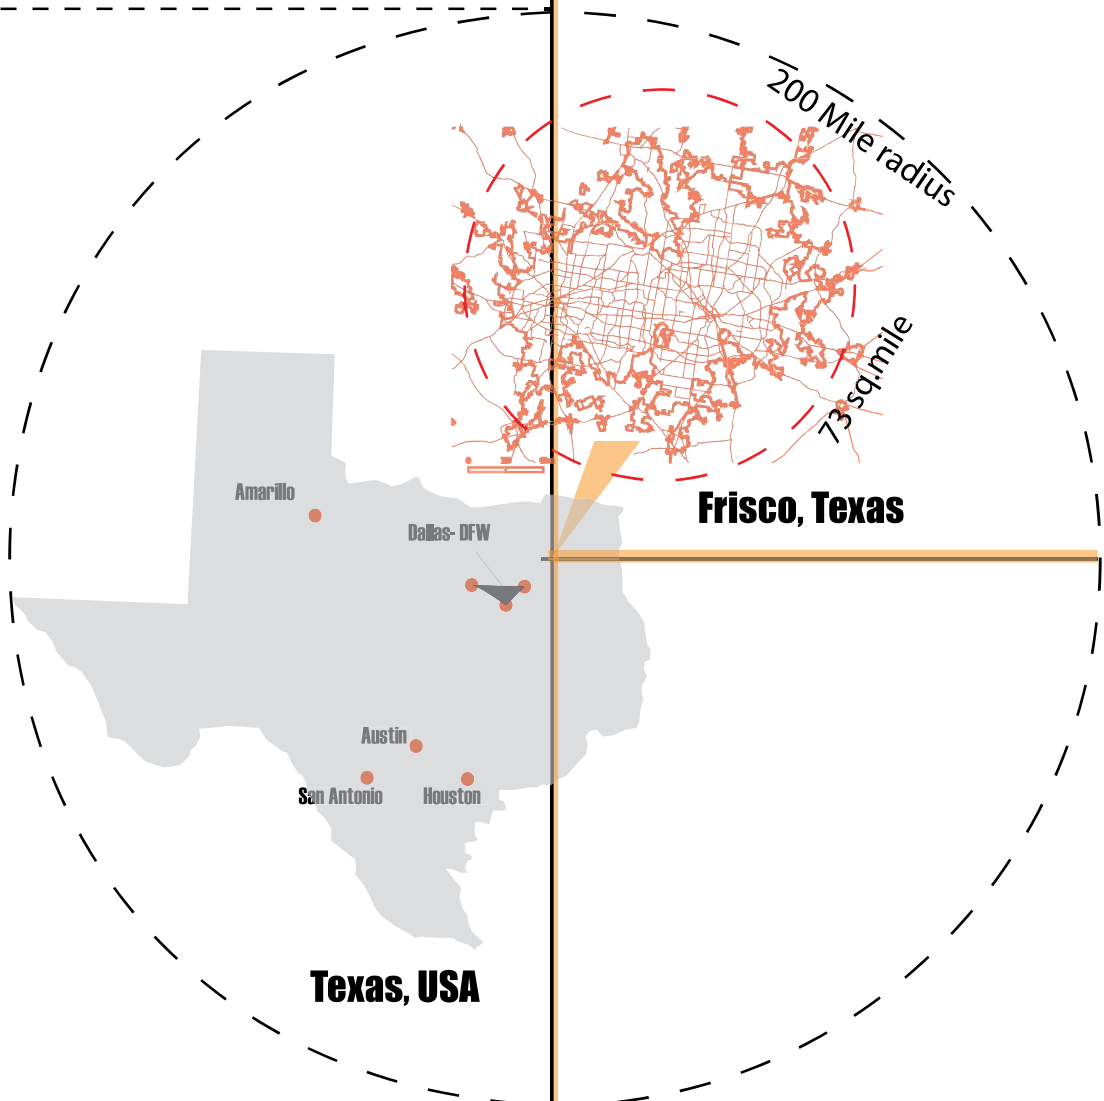 200 Mile radius
73 sq.mile
Frisco, Texas
Amarillo
Dallas- DFW
Austin
San Antonio
Houston
Texas, USA